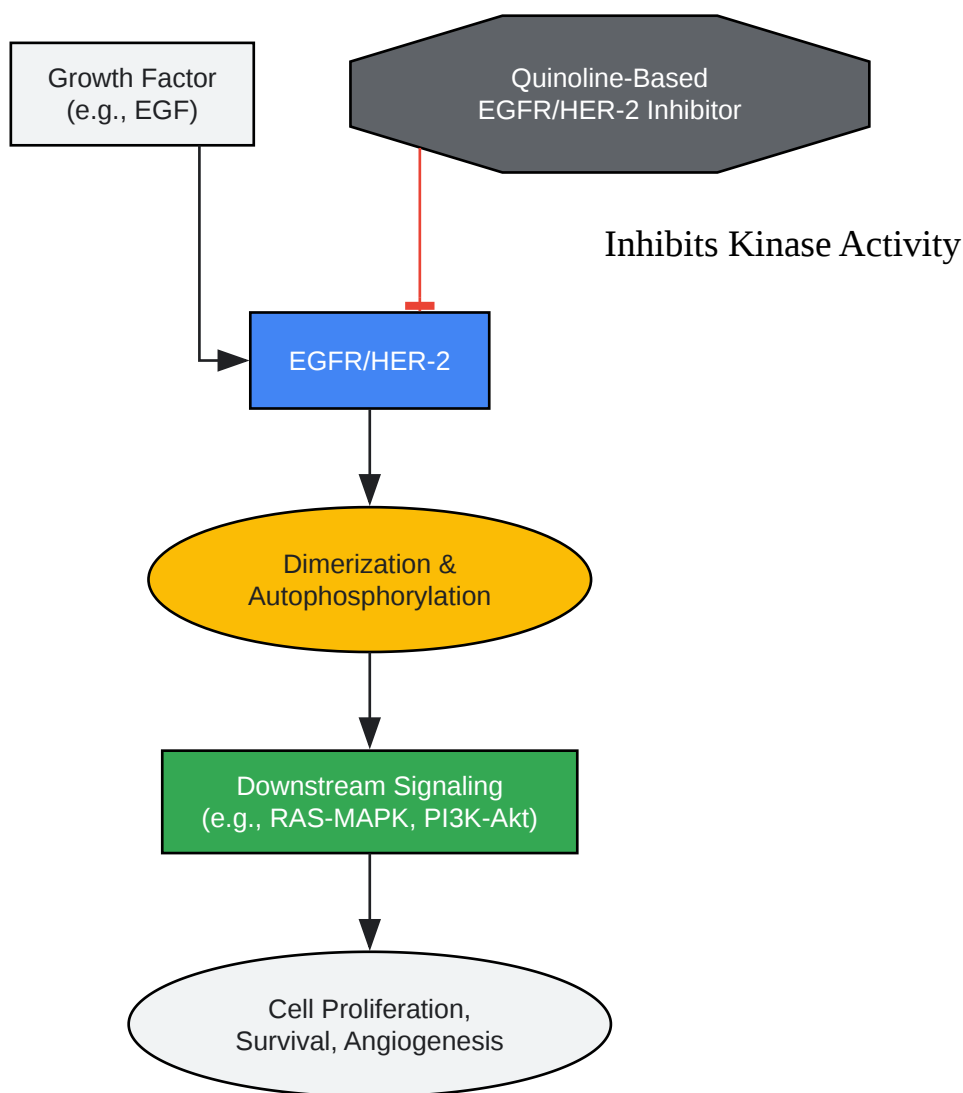 Growth Factor
(e.g., EGF)
Quinoline-Based
EGFR/HER-2 Inhibitor
Inhibits Kinase Activity
EGFR/HER-2
Dimerization &
Autophosphorylation
Downstream Signaling
(e.g., RAS-MAPK, PI3K-Akt)
Cell Proliferation,
Survival, Angiogenesis